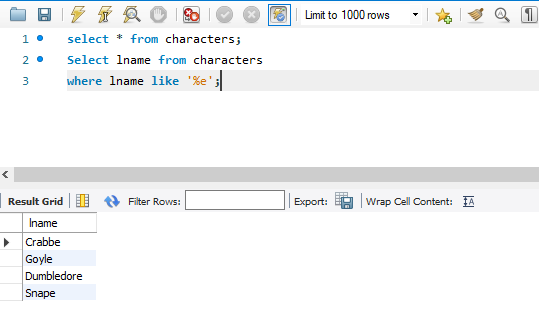 Limit to 1000 rows
1 select * from characters;
2 Select lname from characters
3 where lname like '%e';
Result Grid Filter Rows: Export: Wrap Cell Content:
lname
Crabbe
Goyle
Dumbledore
Snape